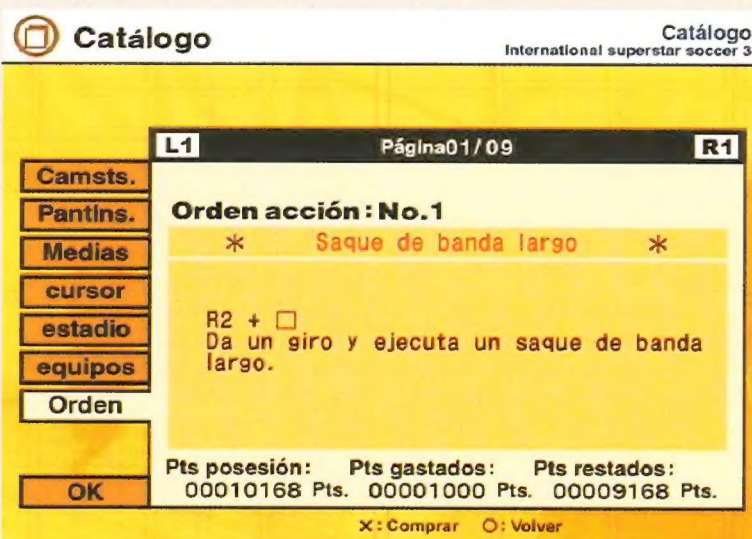 Catálogo
Catálogo
International superstar soccer 3
L1 Página01/09 R1
Camsts.
Pantlns.
Medias
cursor
estadio
equipos
Orden
OK
Orden acción:No.1
* Saque de banda largo *
R2 + □
Da un giro y ejecuta un saque de banda
largo.
Pts posesión: Pts gastados: Pts restados:
00010168 Pts. 00001000 Pts. 00009168 Pts.
X:Comprar O:Volver